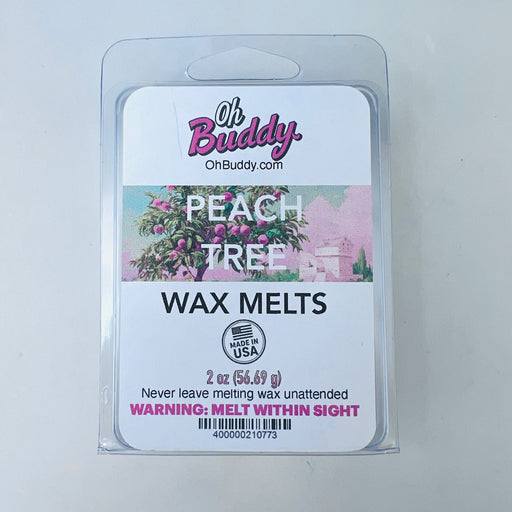 Oh
Buddy.
OhBuddy.com
PEACH
TREE
WAX MELTS
MADE IN
USA
2 oz (56.69 g)
Never leave melting wax unattended
WARNING: MELT WITHIN SIGHT
400000210773